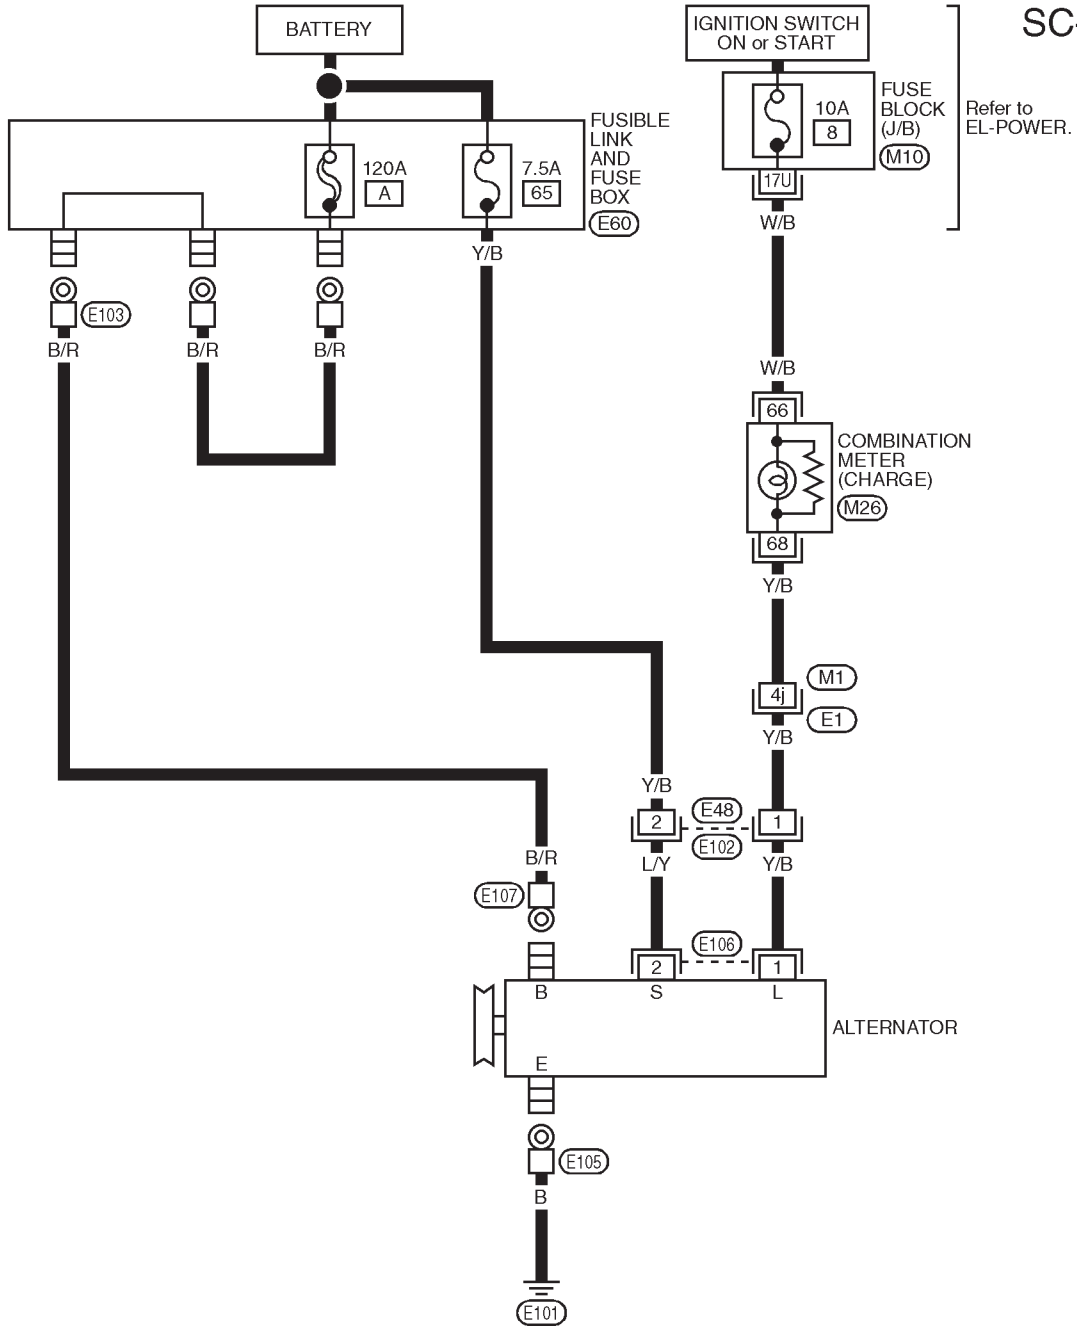 BATTERY
IGNITION SWITCH
ON or START
SC-
10A
8
17U
FUSE
BLOCK
(J/B)
M10
Refer to
EL-POWER.
120A
A
7.5A
65
FUSIBLE
LINK
AND
FUSE
BOX
E60
Y/B
W/B
E103
B/R
B/R
B/R
W/B
66
COMBINATION
METER
(CHARGE)
M26
68
Y/B
4j
M1
E1
Y/B
Y/B
2
E48
E102
1
B/R
L/Y
Y/B
E107
2
E106
1
B
S
L
ALTERNATOR
E
E105
B
E101